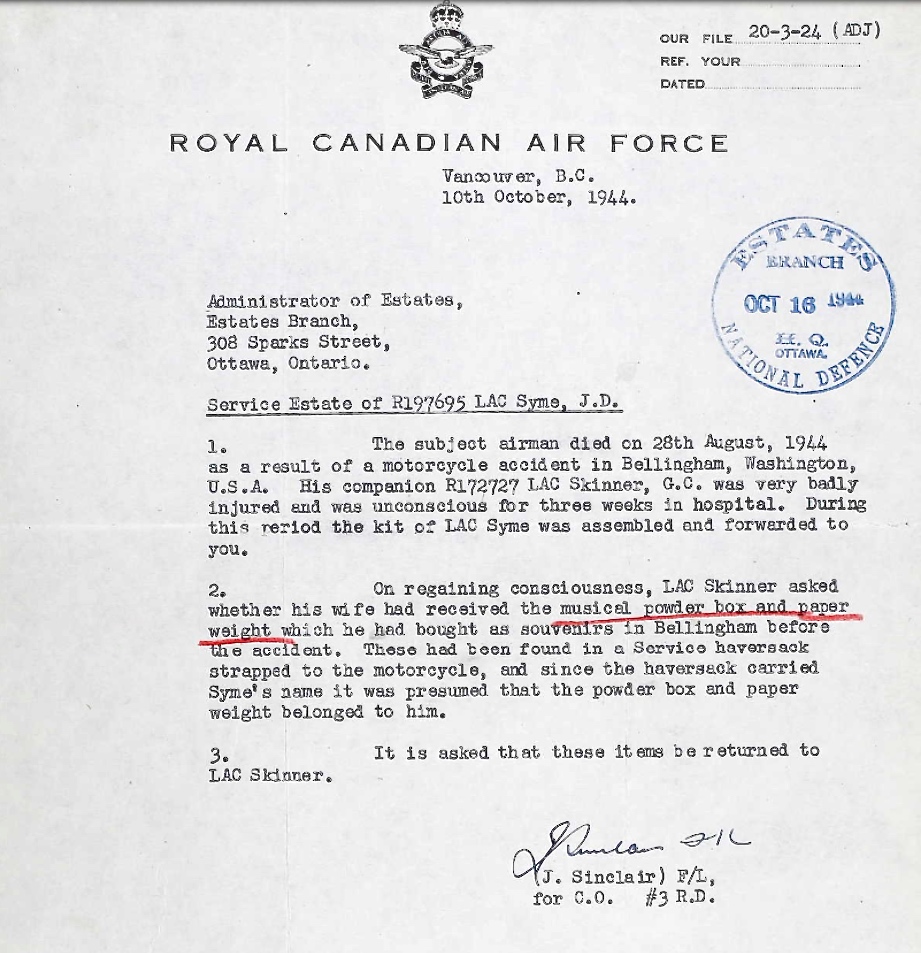 OUR FILE 20-3-24 (ADJ)
REF. YOUR
DATED
ROYAL CANADIAN AIR FORCE
Vancouver, B.C.
10th October, 1944.
ESTATES
BRANCH
OCT 16 1944
H. Q.
OTTAWA.
NATIONAL DEFENCE
Administrator of Estates,
Estates Branch,
308 Sparks Street,
Ottawa, Ontario.
Service Estate of R197695 LAC Syme, J.D.
1. The subject airman died on 28th August, 1944
as a result of a motorcycle accident in Bellingham, Washington,
U.S.A. His companion R172727 LAC Skinner, G.C. was very badly
injured and was unconscious for three weeks in hospital. During
this period the kit of LAC Syme was assembled and forwarded to
you.
2. On regaining consciousness, LAC Skinner asked
whether his wife had received the musical powder box and paper
weight which he had bought as souvenirs in Bellingham before
the accident. These had been found in a Service haversack
strapped to the motorcycle, and since the haversack carried
Syme's name it was presumed that the powder box and paper
weight belonged to him.
3. It is asked that these items be returned to
LAC Skinner.
(J. Sinclair) F/L,
for C.O. #3 R.D.